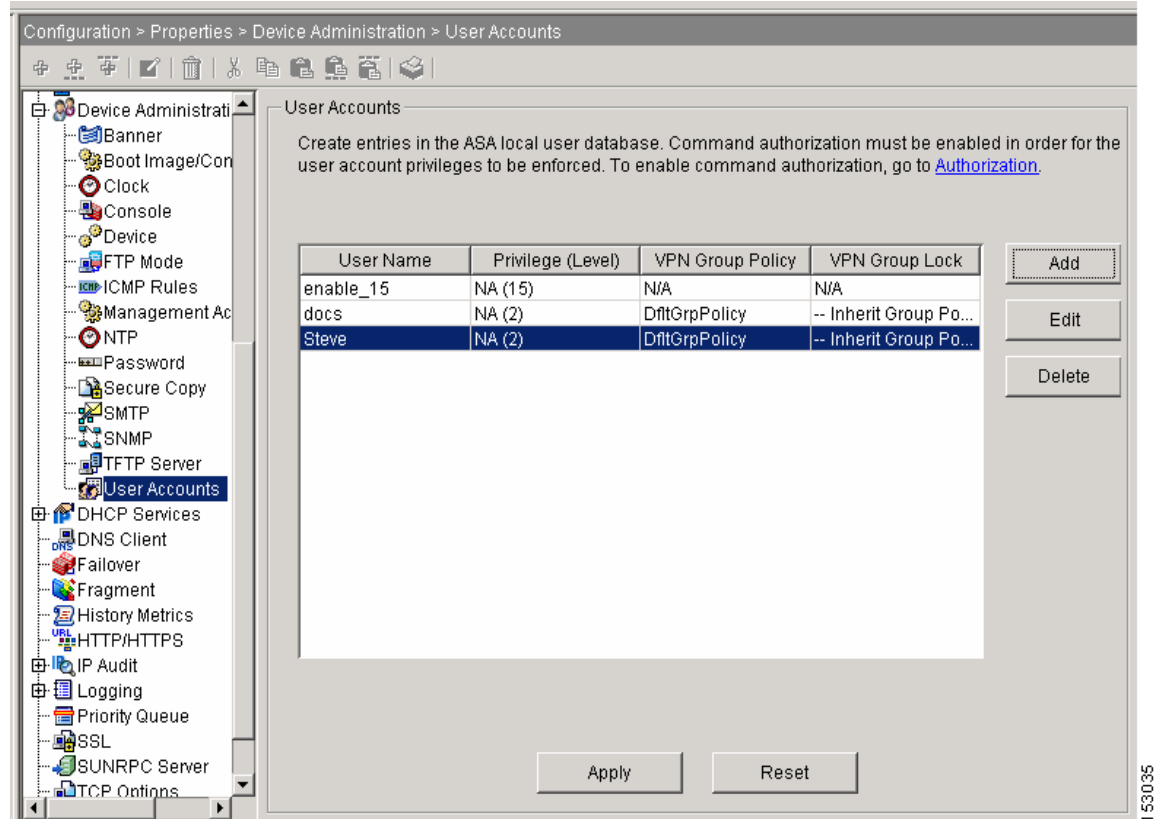 Configuration > Properties > Device Administration > User Accounts
Device Administrati
Banner
Boot Image/Con
Clock
Console
Device
FTP Mode
ICMP ICMP Rules
Management Ac
NTP
Password
Secure Copy
SMTP
SNMP
TFTP Server
User Accounts
DHCP Services
DNS DNS Client
Failover
Fragment
History Metrics
URL HTTP/HTTPS
IP Audit
Logging
Priority Queue
SSL
SUNRPC Server
TCP Options
User Accounts
Create entries in the ASA local user database. Command authorization must be enabled in order for the
user account privileges to be enforced. To enable command authorization, go to Authorization.
User Name Privilege (Level) VPN Group Policy VPN Group Lock
enable_15 NA (15) N/A N/A
docs NA (2) DfltGrpPolicy -- Inherit Group Po...
Steve NA (2) DfltGrpPolicy -- Inherit Group Po...
Add
Edit
Delete
Apply Reset
153035